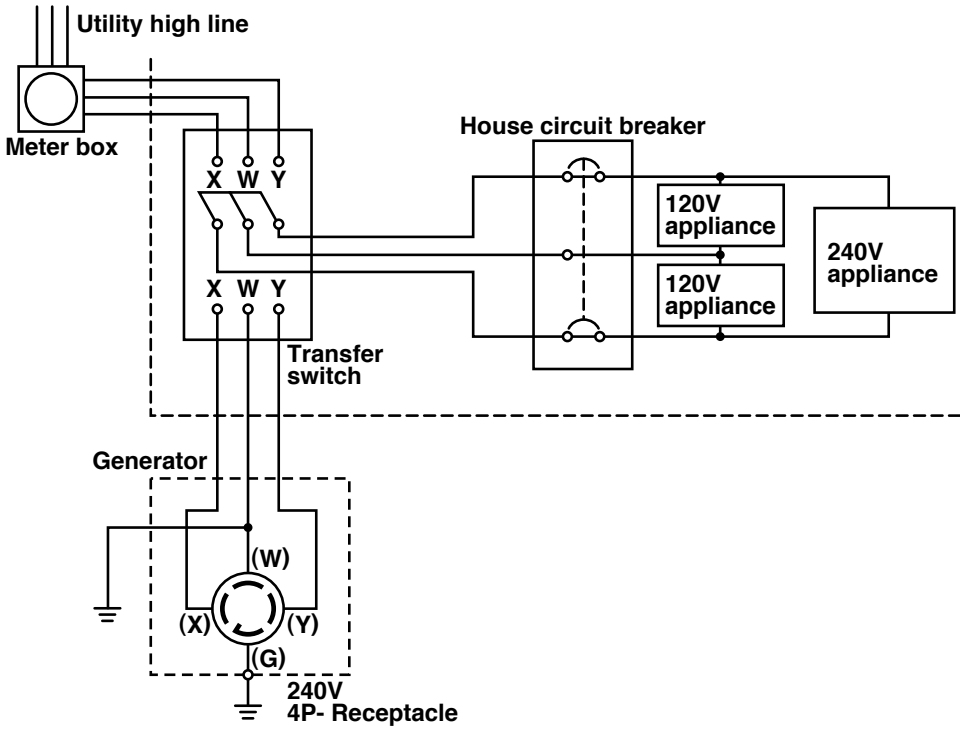 Utility high line
Meter box
House circuit breaker
X W Y
120V
appliance
120V
appliance
240V
appliance
X W Y
Transfer
switch
Generator
(W)
(X)
(Y)
(G)
240V
4P- Receptacle